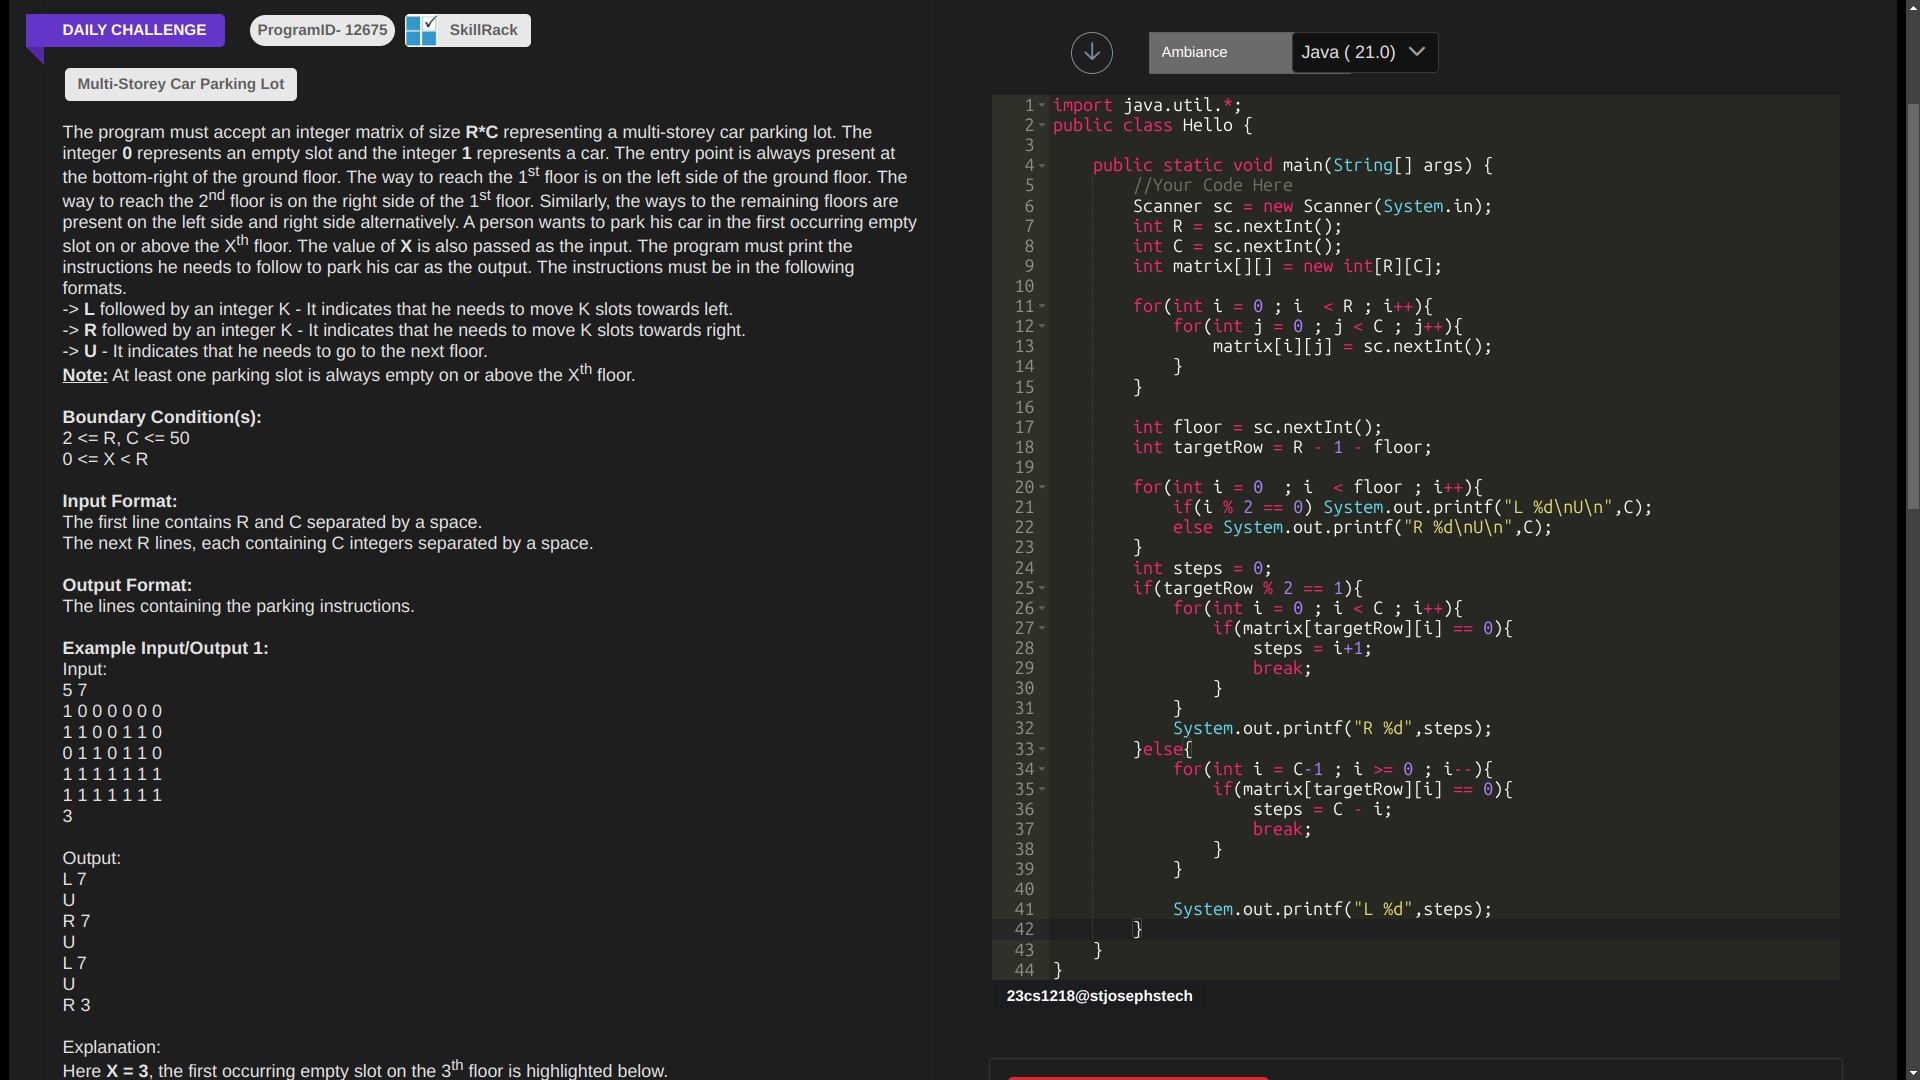 DAILY CHALLENGE
ProgramID- 12675
SkillRack
Multi-Storey Car Parking Lot
The program must accept an integer matrix of size R*C representing a multi-storey car parking lot. The
integer 0 represents an empty slot and the integer 1 represents a car. The entry point is always present at
the bottom-right of the ground floor. The way to reach the 1st floor is on the left side of the ground floor. The
way to reach the 2nd floor is on the right side of the 1st floor. Similarly, the ways to the remaining floors are
present on the left side and right side alternatively. A person wants to park his car in the first occurring empty
slot on or above the Xth floor. The value of X is also passed as the input. The program must print the
instructions he needs to follow to park his car as the output. The instructions must be in the following
formats.
-> L followed by an integer K - It indicates that he needs to move K slots towards left.
-> R followed by an integer K - It indicates that he needs to move K slots towards right.
-> U - It indicates that he needs to go to the next floor.
Note: At least one parking slot is always empty on or above the Xth floor.
Boundary Condition(s):
2 <= R, C <= 50
0 <= X < R
Input Format:
The first line contains R and C separated by a space.
The next R lines, each containing C integers separated by a space.
Output Format:
The lines containing the parking instructions.
Example Input/Output 1:
Input:
5 7
1 0 0 0 0 0 0
1 1 0 0 1 1 0
0 1 1 0 1 1 0
1 1 1 1 1 1 1
1 1 1 1 1 1 1
3
Output:
L 7
U
R 7
U
L 7
U
R 3
Explanation:
Here X = 3, the first occurring empty slot on the 3th floor is highlighted below.
Ambiance
Java ( 21.0)
1 import java.util.*;
2 public class Hello {
3
4     public static void main(String[] args) {
5         //Your Code Here
6         Scanner sc = new Scanner(System.in);
7         int R = sc.nextInt();
8         int C = sc.nextInt();
9         int matrix[][] = new int[R][C];
10
11         for(int i = 0 ; i  < R ; i++){
12             for(int j = 0 ; j < C ; j++){
13                 matrix[i][j] = sc.nextInt();
14             }
15         }
16
17         int floor = sc.nextInt();
18         int targetRow = R - 1 - floor;
19
20         for(int i = 0  ; i  < floor ; i++){
21             if(i % 2 == 0) System.out.printf("L %d\nU\n",C);
22             else System.out.printf("R %d\nU\n",C);
23         }
24         int steps = 0;
25         if(targetRow % 2 == 1){
26             for(int i = 0 ; i < C ; i++){
27                 if(matrix[targetRow][i] == 0){
28                     steps = i+1;
29                     break;
30                 }
31             }
32             System.out.printf("R %d",steps);
33         }else{
34             for(int i = C-1 ; i >= 0 ; i--){
35                 if(matrix[targetRow][i] == 0){
36                     steps = C - i;
37                     break;
38                 }
39             }
40
41             System.out.printf("L %d",steps);
42         }
43     }
44 }
23cs1218@stjosephstech